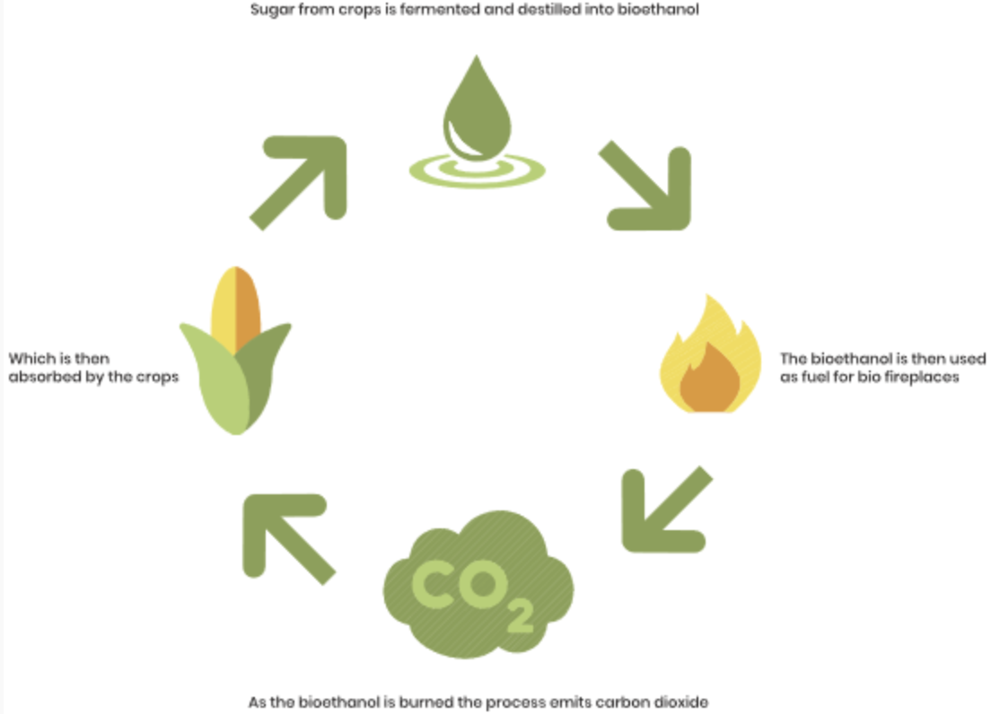 Sugar from crops is fermented and destilled into bioethanol
The bioethanol is then used
as fuel for bio fireplaces
CO2
As the bioethanol is burned the process emits carbon dioxide
Which is then
absorbed by the crops